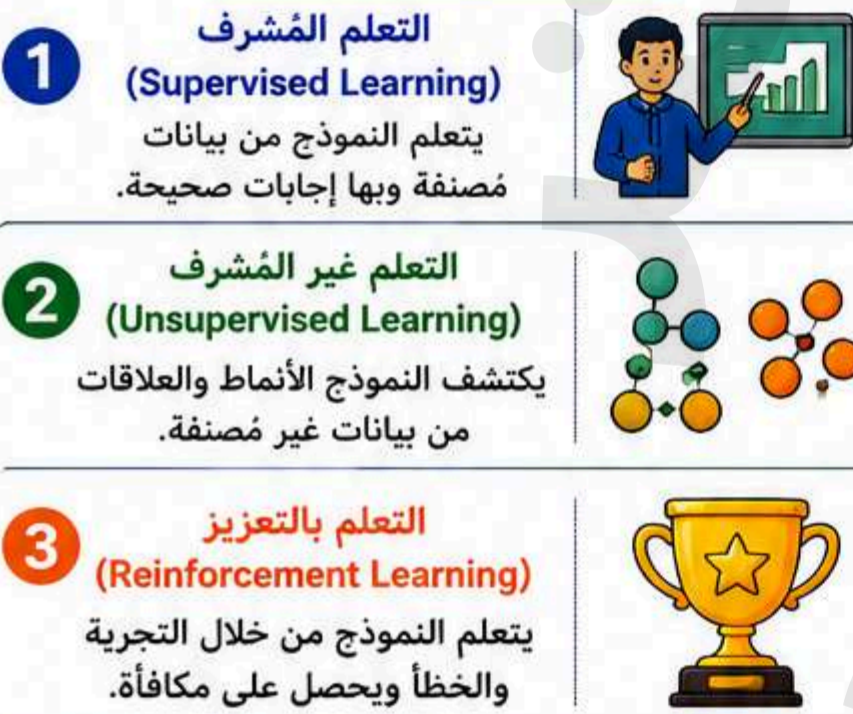 1
التعلم المُشرف
(Supervised Learning)
يتعلم النموذج من بيانات
مُصنفة وبها إجابات صحيحة.
2
التعلم غير المُشرف
(Unsupervised Learning)
يكتشف النموذج الأنماط والعلاقات
من بيانات غير مُصنفة.
3
التعلم بالتعزيز
(Reinforcement Learning)
يتعلم النموذج من خلال التجربة
والخطأ ويحصل على مكافأة.